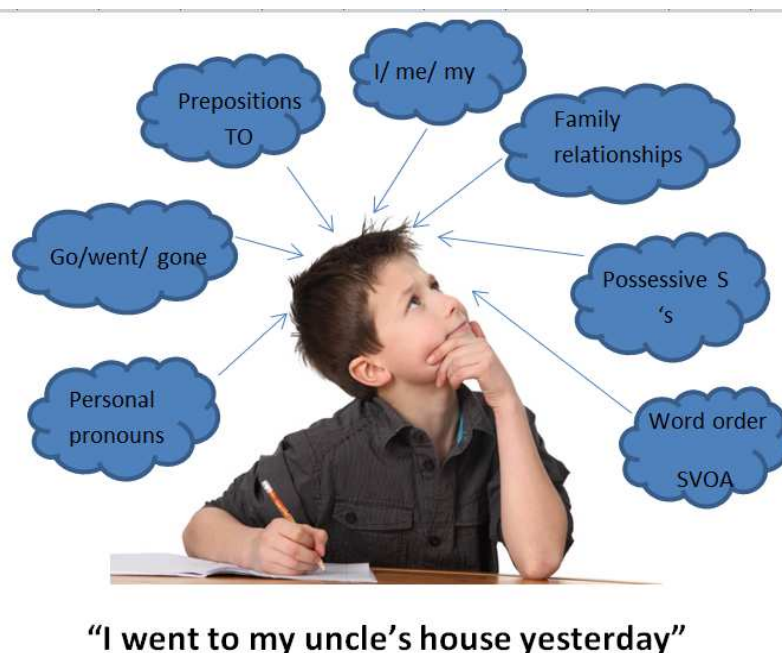 I/ me/ my
Prepositions
TO
Family
relationships
Go/went/ gone
Possessive S
‘s
Personal
pronouns
Word order
SVOA
“I went to my uncle’s house yesterday”